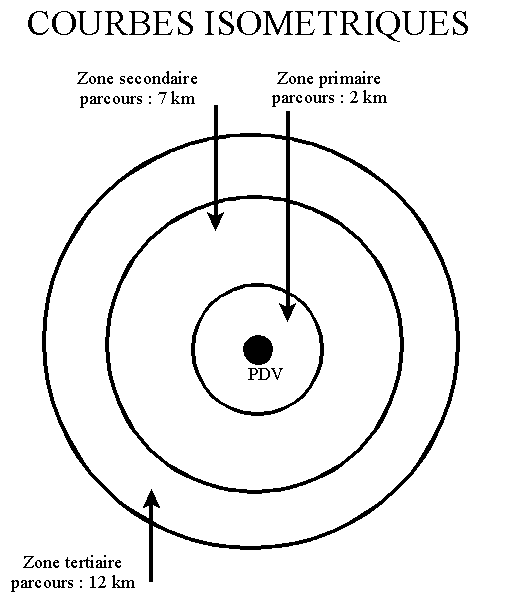 COURBES ISOMETRIQUES
Zone secondaire
parcours : 7 km
Zone primaire
parcours : 2 km
PDV
Zone tertiaire
parcours : 12 km